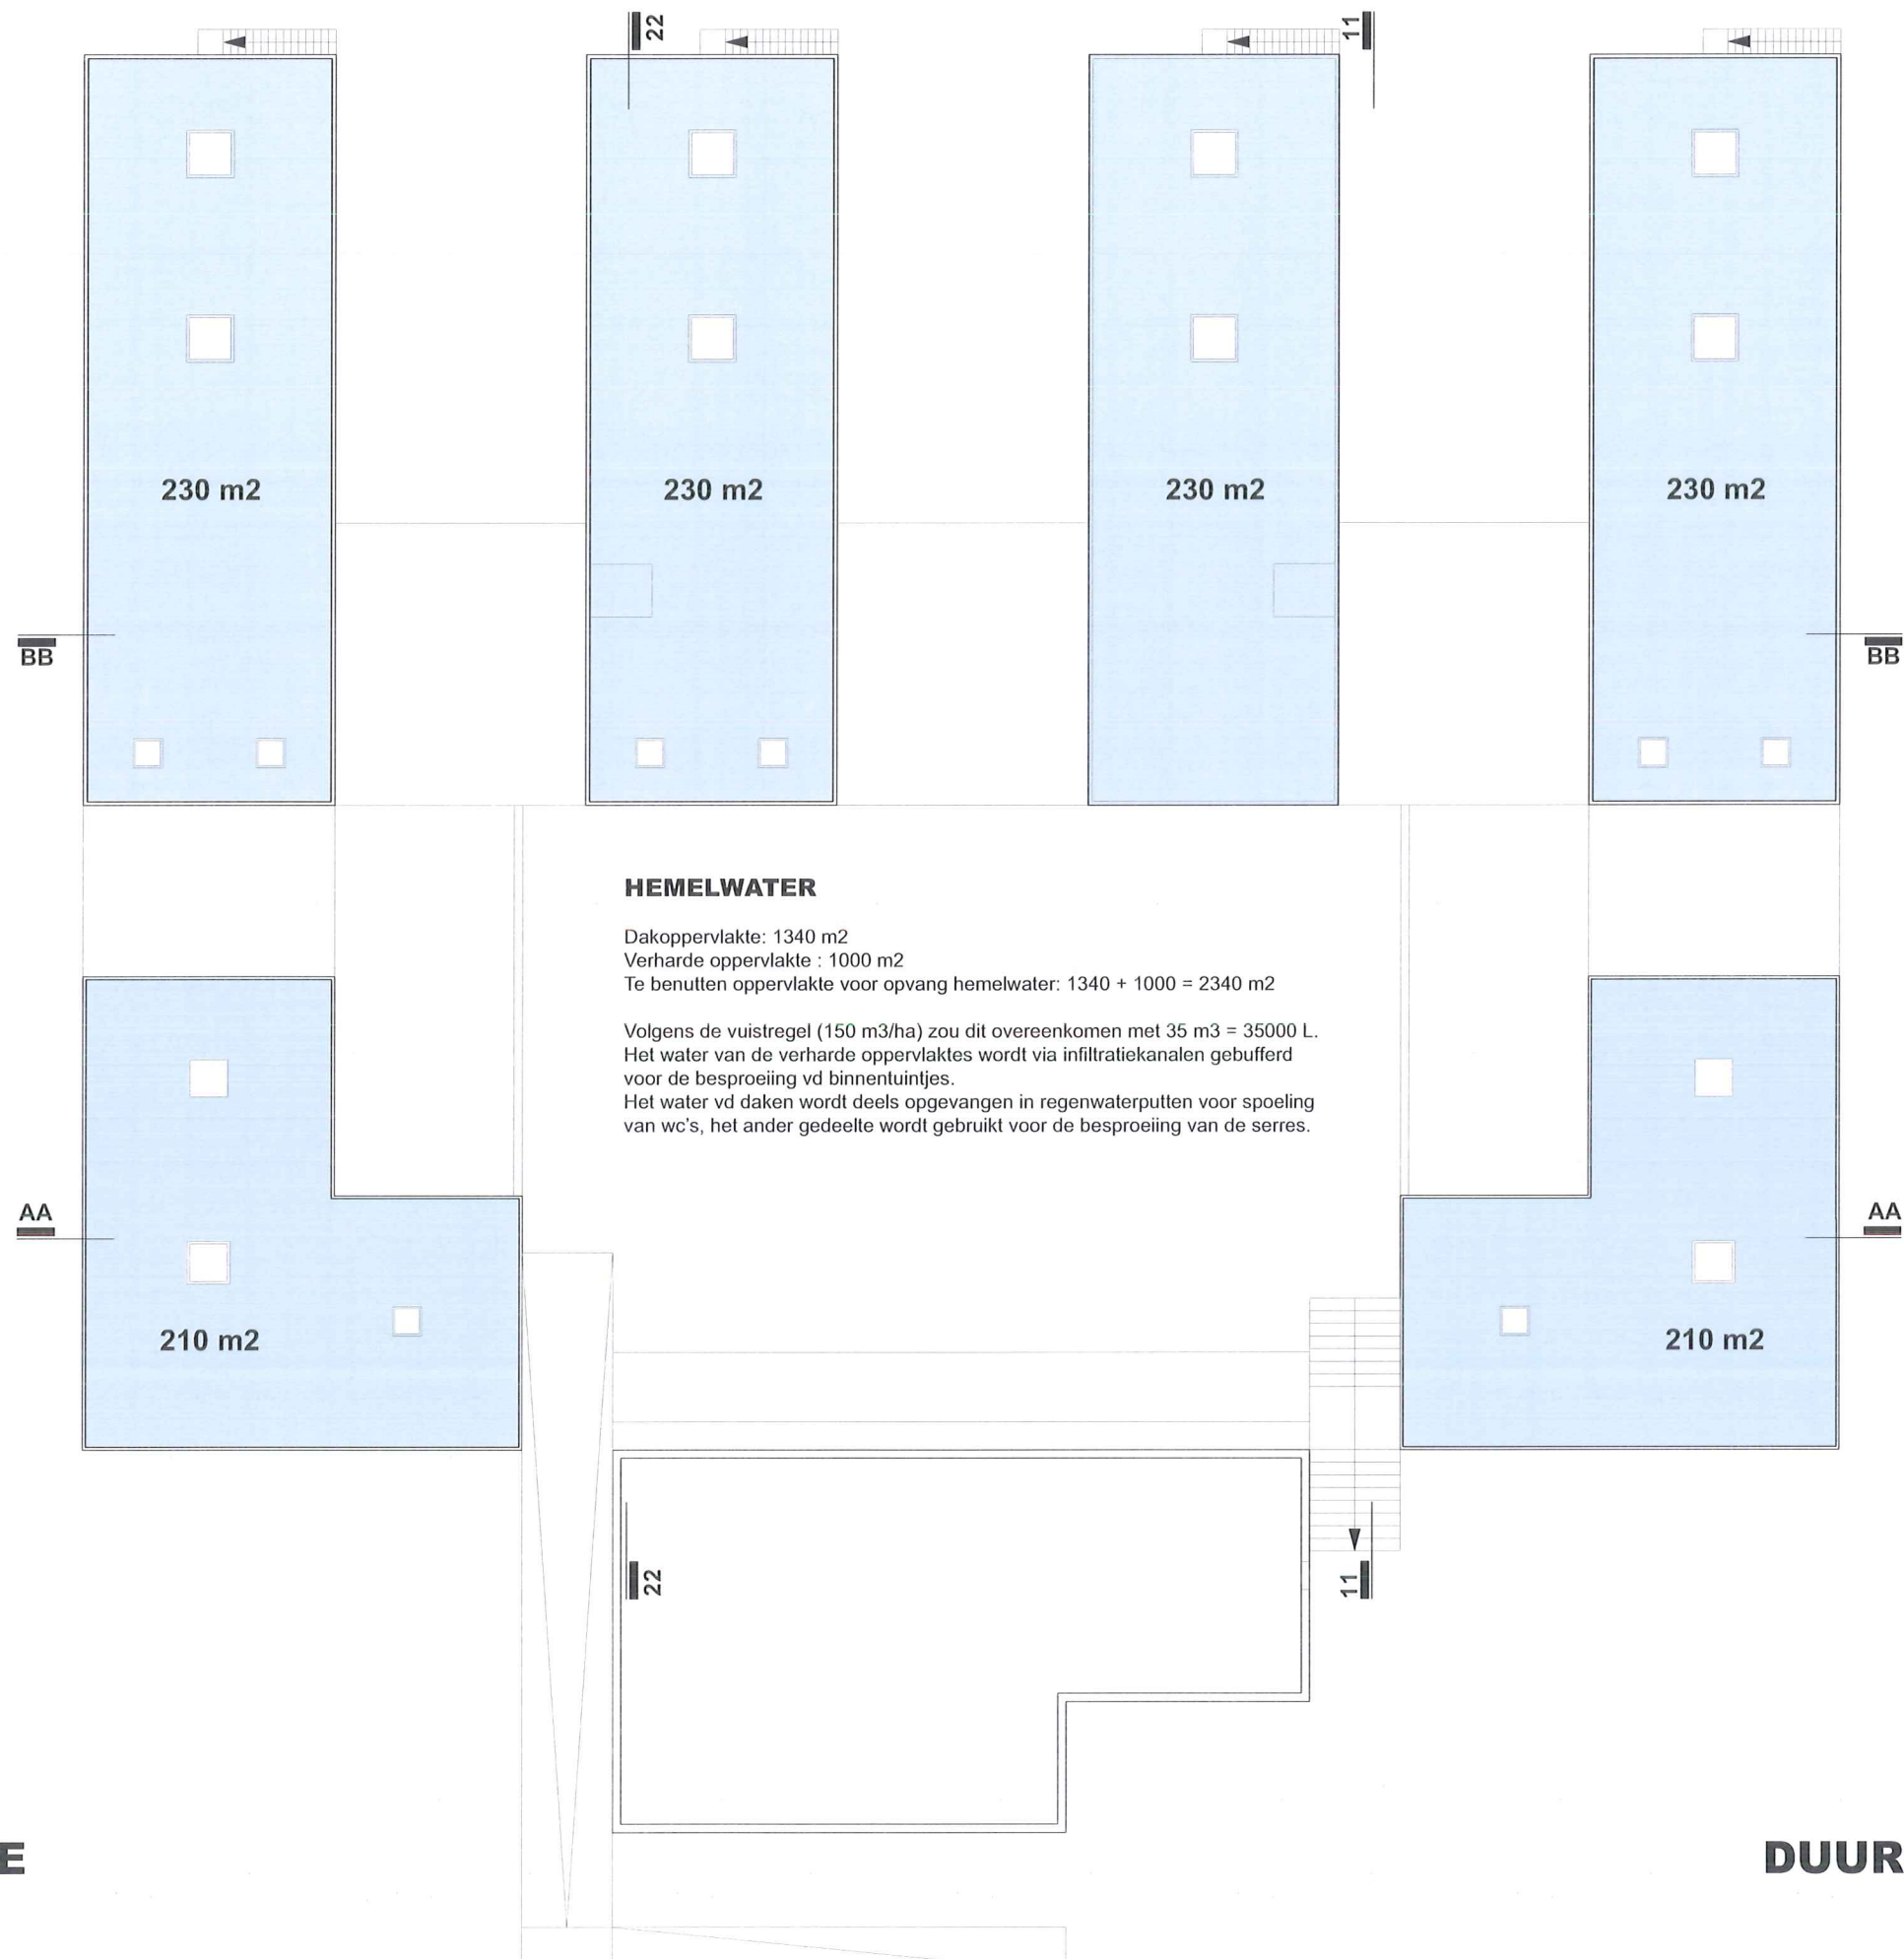 22
11
230 m2
230 m2
230 m2
230 m2
BB
BB
HEMELWATER
Dakoppervlakte: 1340 m2
Verharde oppervlakte : 1000 m2
Te benutten oppervlakte voor opvang hemelwater: 1340 + 1000 = 2340 m2
Volgens de vuistregel (150 m3/ha) zou dit overeenkomen met 35 m3 = 35000 L.
Het water van de verharde oppervlaktes wordt via infiltratiekanalen gebufferd
voor de besproeiing vd binnentuintjes.
Het water vd daken wordt deels opgevangen in regenwaterputten voor spoeling
van wc's, het ander gedeelte wordt gebruikt voor de besproeiing van de serres.
AA
AA
210 m2
210 m2
22
11
E
DUUR